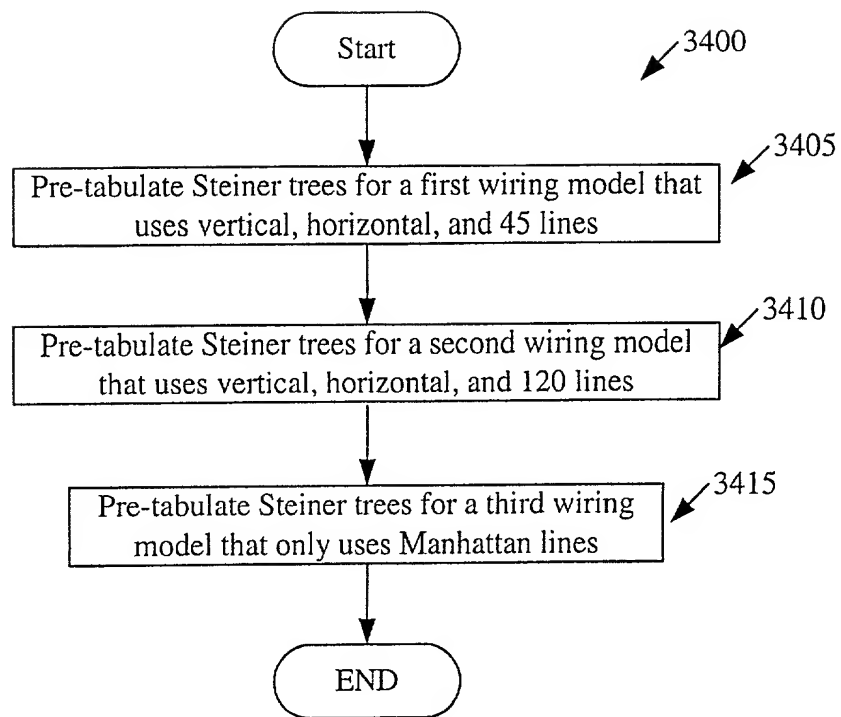 Start
3400
3405
Pre-tabulate Steiner trees for a first wiring model that
uses vertical, horizontal, and 45 lines
3410
Pre-tabulate Steiner trees for a second wiring model
that uses vertical, horizontal, and 120 lines
3415
Pre-tabulate Steiner trees for a third wiring
model that only uses Manhattan lines
END